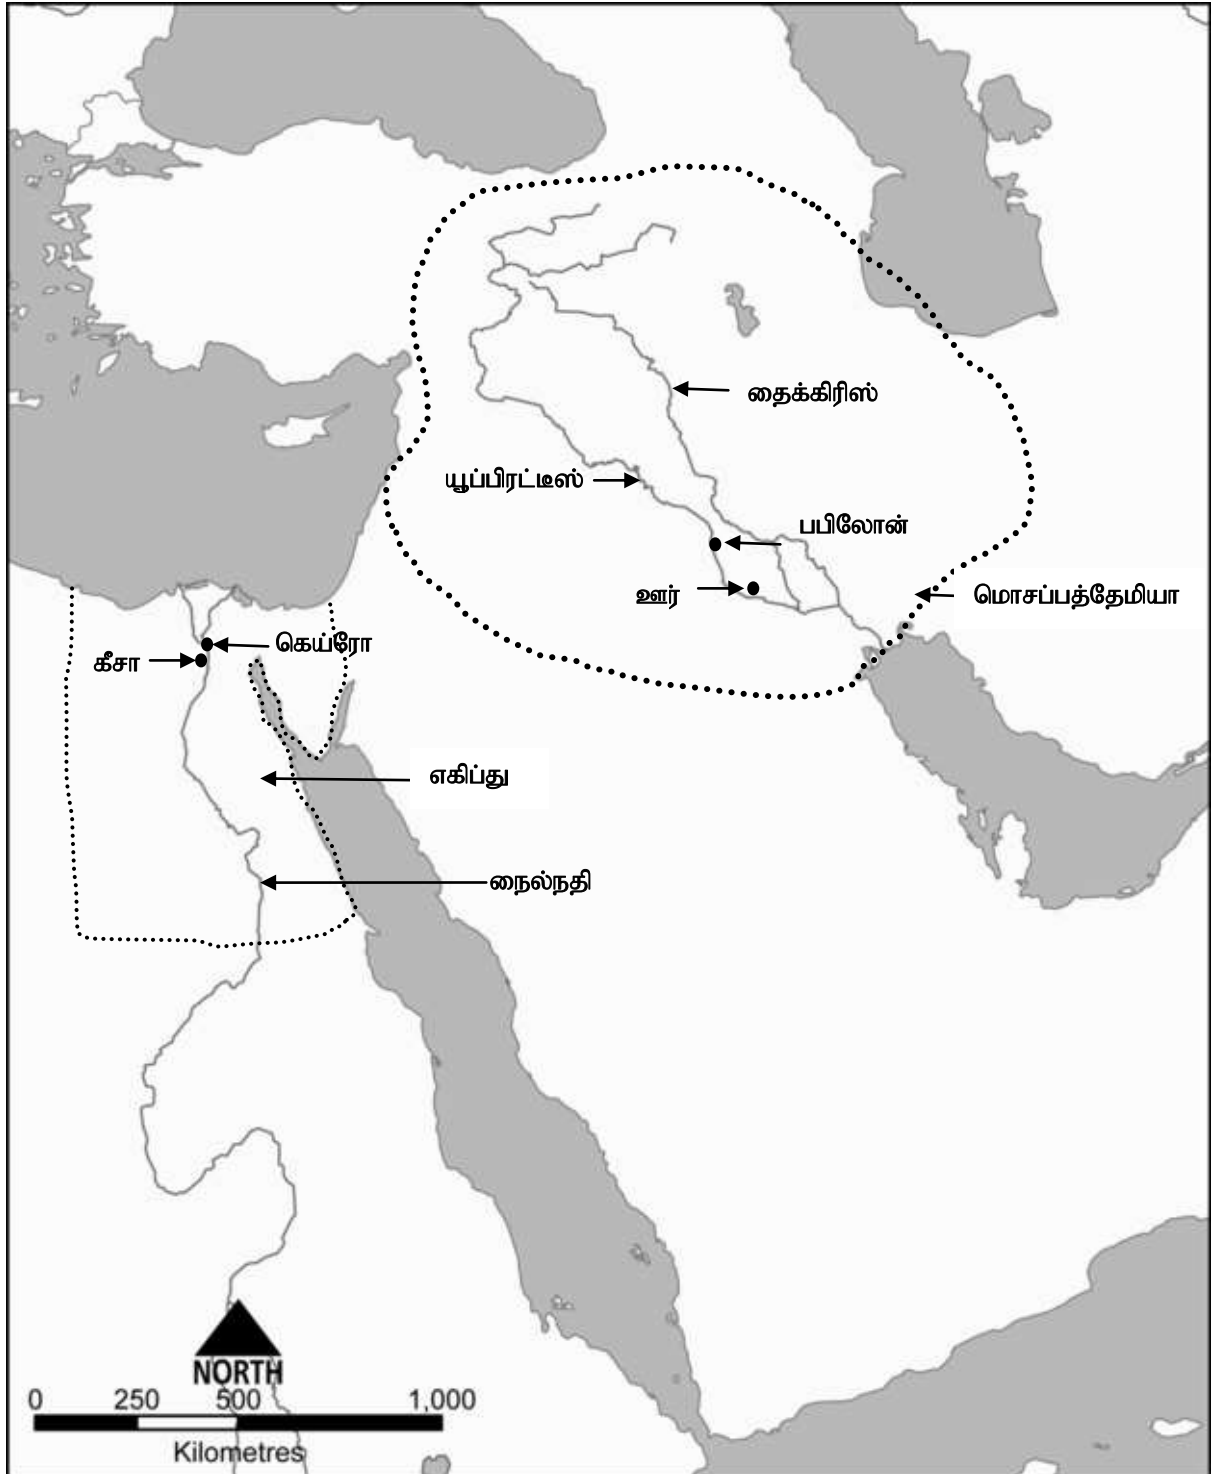 தைக்கிரிஸ்
யூப்பிரட்டீஸ்
பபிலோன்
ஊர்
மொசப்பத்தேமியா
கெய்ரோ
கீசா
எகிப்து
நைல்நதி
NORTH
0 250 500 1,000
Kilometres